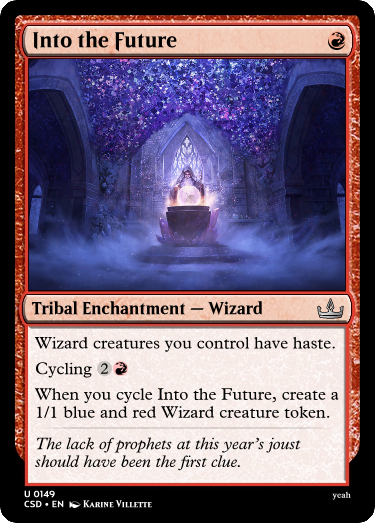 Into the Future
Tribal Enchantment — Wizard
Wizard creatures you control have haste.
Cycling 2
When you cycle Into the Future, create a
1/1 blue and red Wizard creature token.
The lack of prophets at this year's joust
should have been the first clue.
U 0149
CSD • EN Karine Villette
yeah